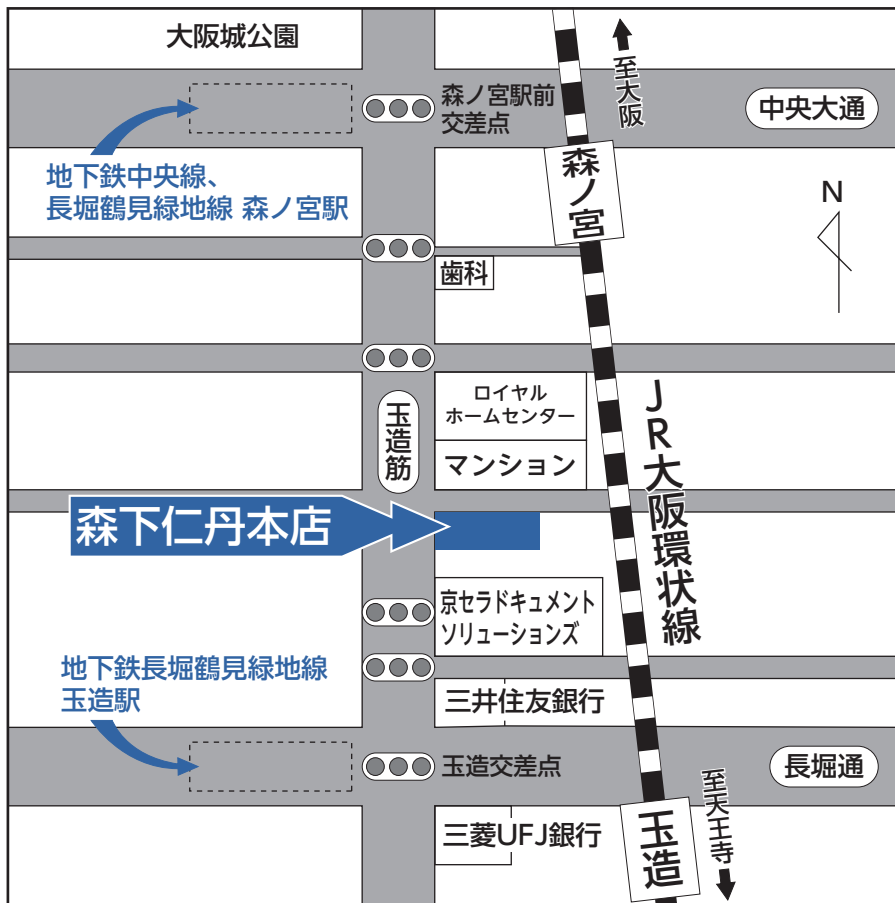 大阪城公園
至大阪
森ノ宮駅前
交差点
中央大通
地下鉄中央線、
長堀鶴見緑地線 森ノ宮駅
森ノ宮
N
歯科
ロイヤル
ホームセンター
玉造筋
マンション
JR大阪環状線
森下仁丹本店
京セラドキュメント
ソリューションズ
地下鉄長堀鶴見緑地線
玉造駅
三井住友銀行
玉造交差点
長堀通
至天王寺
三菱UFJ銀行
玉造